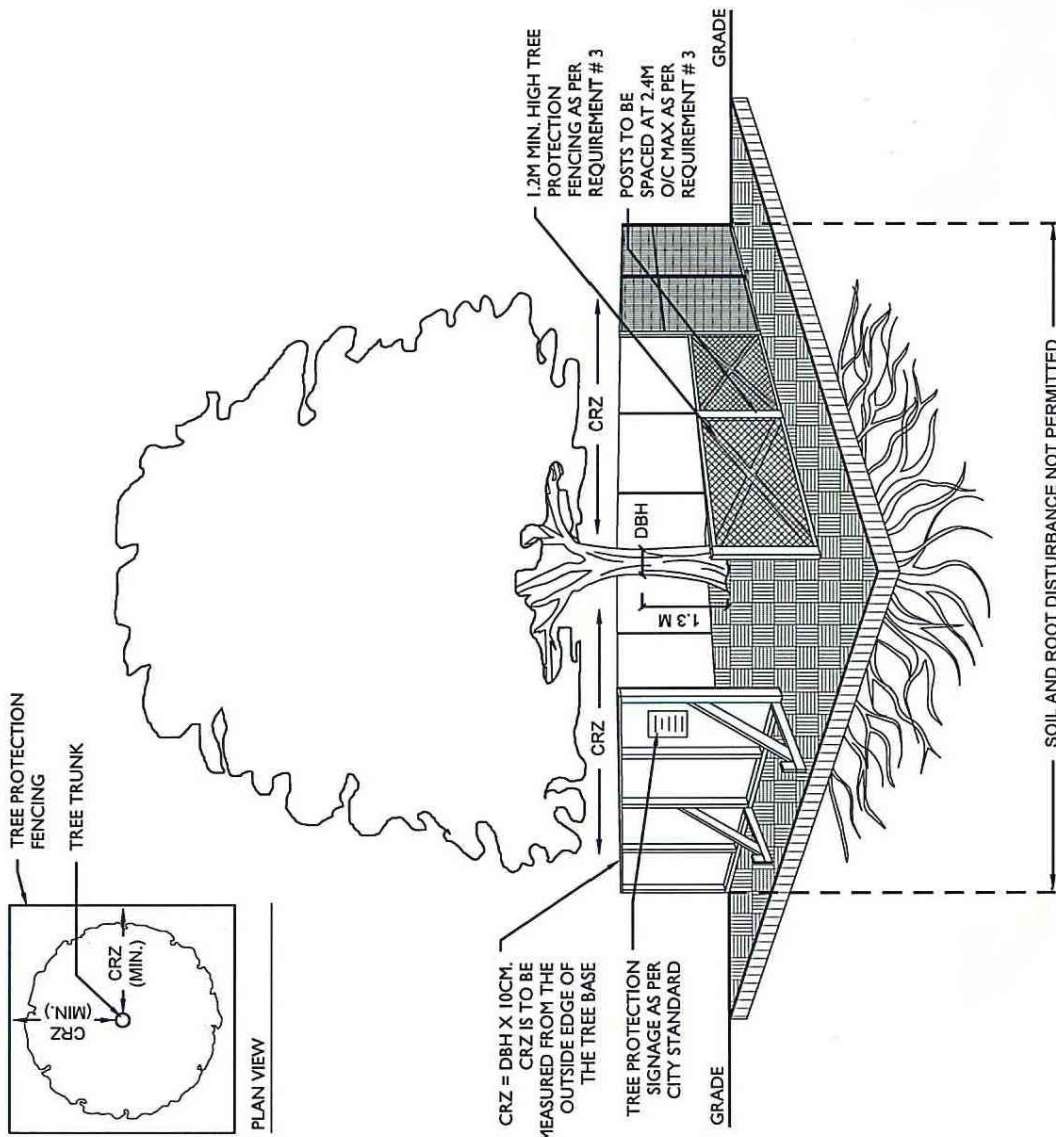 TREE PROTECTION
FENCING
TREE TRUNK
CRZ
(MIN.)
CRZ
(MIN.)
PLAN VIEW
CRZ = DBH X 10CM.
CRZ IS TO BE
MEASURED FROM THE
OUTSIDE EDGE OF
THE TREE BASE
TREE PROTECTION
SIGNAGE AS PER
CITY STANDARD
GRADE
CRZ
CRZ
DBH
1.3 M
1.2M MIN. HIGH TREE
PROTECTION
FENCING AS PER
REQUIREMENT # 3
POSTS TO BE
SPACED AT 2.4M
O/C MAX AS PER
REQUIREMENT # 3
GRADE
SOIL AND ROOT DISTURBANCE NOT PERMITTED